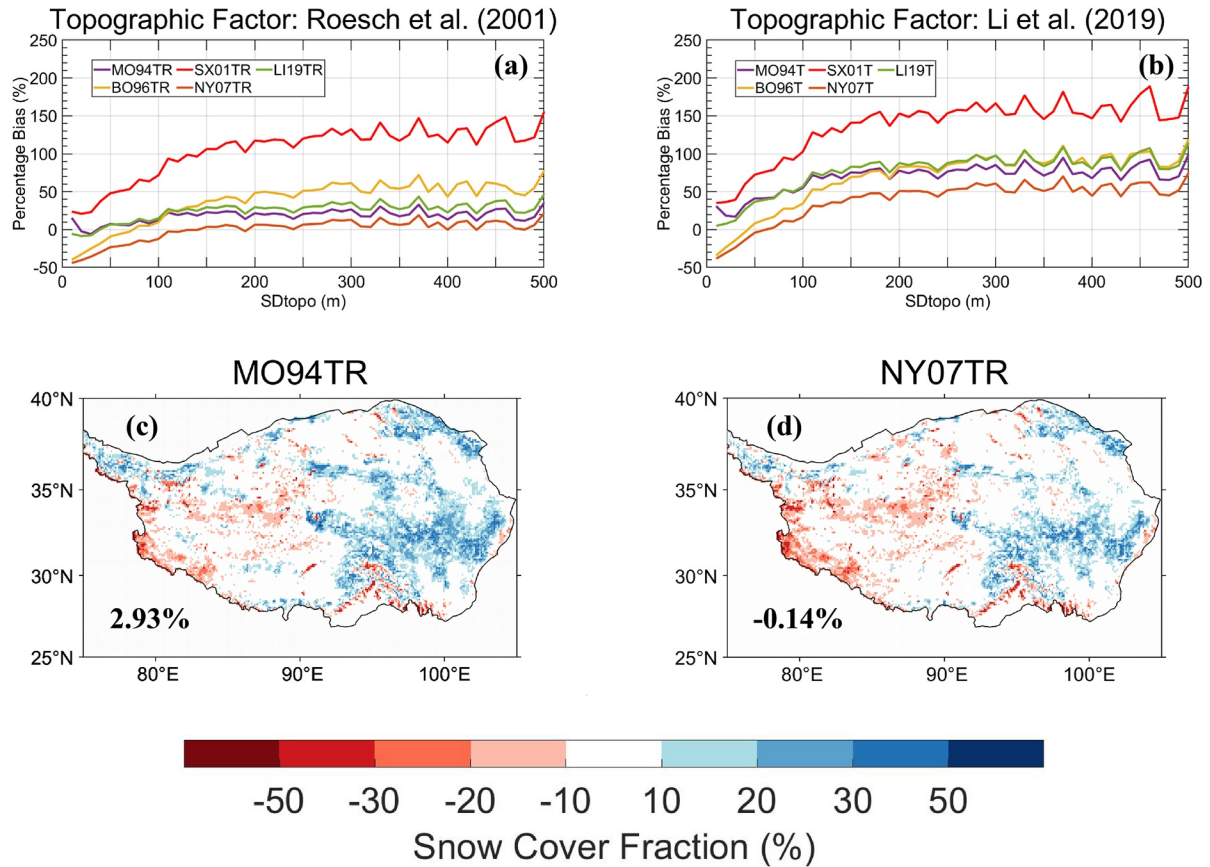 Topographic Factor: Roesch et al. (2001)
250
200
150
100
50
0
-50
Percentage Bias (%)
MO94TR SX01TR LI19TR
BO96TR NY07TR
(a)
0 100 200 300 400 500
SDtopo (m)
Topographic Factor: Li et al. (2019)
250
200
150
100
50
0
-50
Percentage Bias (%)
MO94T SX01T LI19T
BO96T NY07T
(b)
0 100 200 300 400 500
SDtopo (m)
MO94TR
40°N
35°N
30°N
25°N
(c)
2.93%
80°E 90°E 100°E
NY07TR
40°N
35°N
30°N
25°N
(d)
-0.14%
80°E 90°E 100°E
-50 -30 -20 -10 10 20 30 50
Snow Cover Fraction (%)